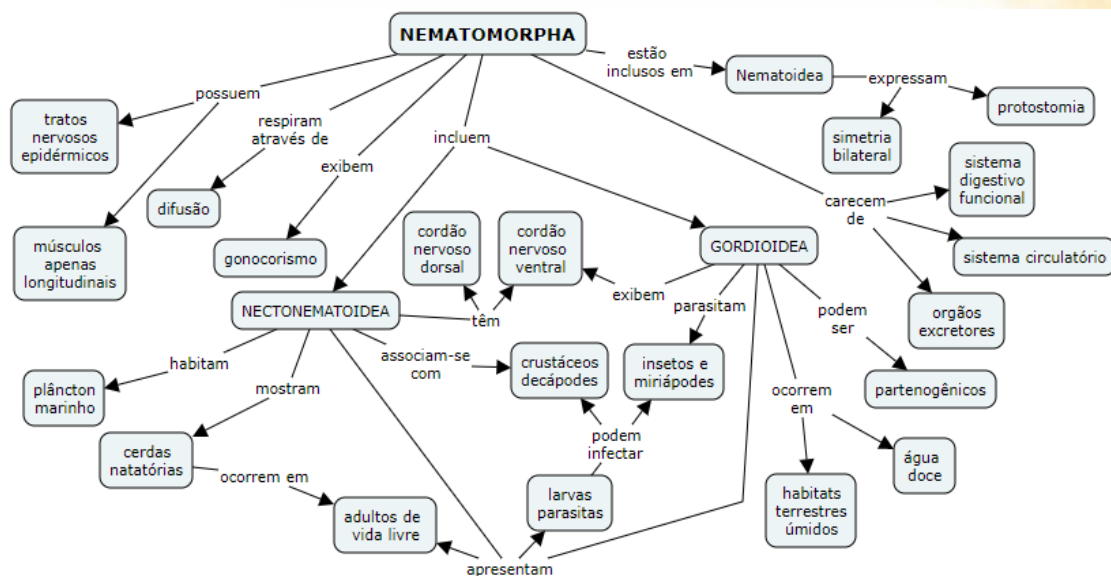 NEMATOMORPHA
estão
inclusos em
Nematoidea
expressam
protostomia
simetria
bilateral
possuem
tratos
nervosos
epidérmicos
músculos
apenas
longitudinais
respiram
através de
difusão
exibem
gonocorismo
incluem
carecem
de
sistema
digestivo
funcional
sistema circulatório
orgãos
excretores
cordão
nervoso
dorsal
cordão
nervoso
ventral
GORDIOIDEA
NECTONEMATOIDEA
têm
exibem
parasitam
podem
ser
partenogênicos
habitam
plâncton
marinho
mostram
cerdas
natatórias
associam-se
com
crustáceos
decápodes
insetos e
miriápodes
ocorrem
em
água
doce
habitats
terrestres
úmidos
podem
infectar
larvas
parasitas
ocorrem em
adultos de
vida livre
apresentam